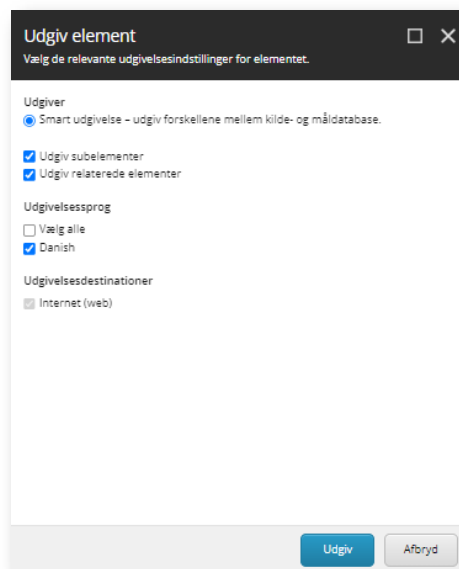 Udgiv element
Vælg de relevante udgivelsesindstillinger for elementet.
Udgiver
Smart udgivelse – udgiv forskellene mellem kilde- og måldatabase.
Udgiv subelementer
Udgiv relaterede elementer
Udgivelsessprog
Vælg alle
Danish
Udgivelsesdestinationer
Internet (web)
Udgiv
Afbryd